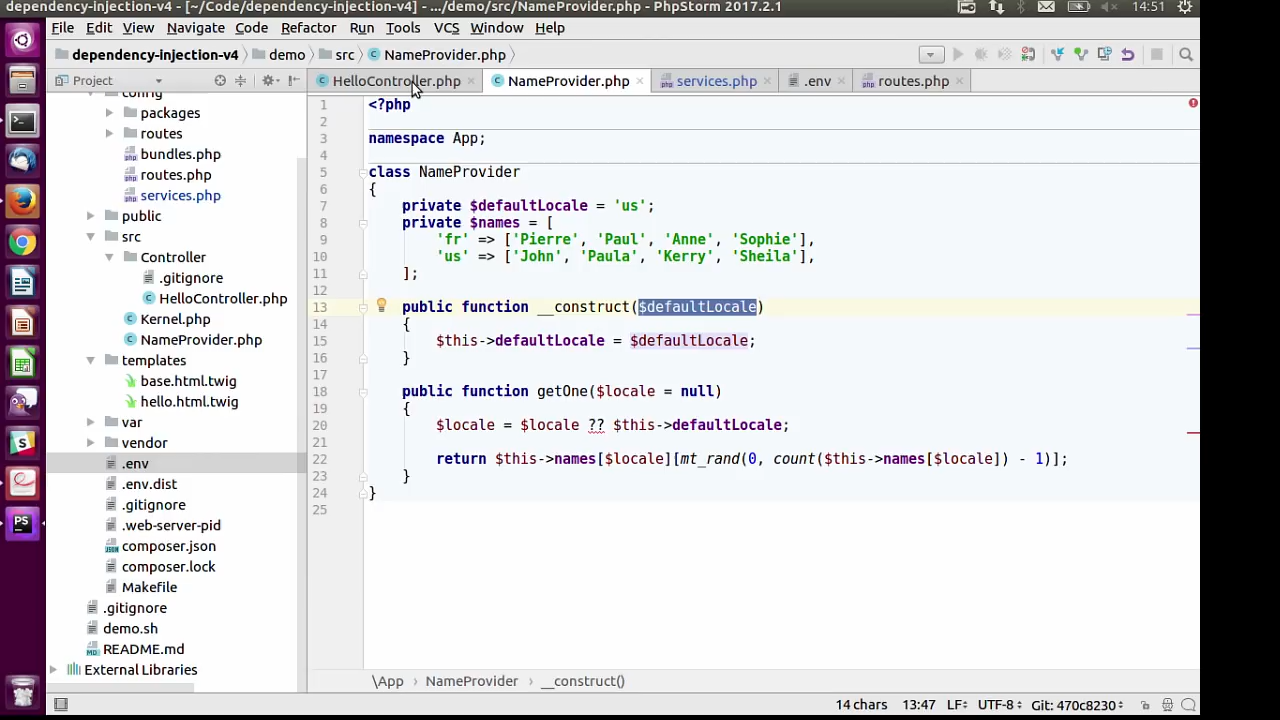 dependency-injection-v4 [~/Code/dependency-injection-v4] - .../demo/src/NameProvider.php - PhpStorm 2017.2.1
14:51
File Edit View Navigate Code Refactor Run Tools VCS Window Help
dependency-injection-v4 demo src NameProvider.php
Project
HelloController.php NameProvider.php services.php .env routes.php
config
packages
routes
bundles.php
routes.php
services.php
public
src
Controller
.gitignore
HelloController.php
Kernel.php
NameProvider.php
templates
base.html.twig
hello.html.twig
var
vendor
.env
.env.dist
.gitignore
.web-server-pid
composer.json
composer.lock
Makefile
.gitignore
demo.sh
README.md
External Libraries
1 <?php
2
3 namespace App;
4
5 class NameProvider
6 {
7 private $defaultLocale = 'us';
8 private $names = [
9 'fr' => ['Pierre', 'Paul', 'Anne', 'Sophie'],
10 'us' => ['John', 'Paula', 'Kerry', 'Sheila'],
11 ];
12
13 public function __construct($defaultLocale)
14 {
15 $this->defaultLocale = $defaultLocale;
16 }
17
18 public function getOne($locale = null)
19 {
20 $locale = $locale ?? $this->defaultLocale;
21
22 return $this->names[$locale][mt_rand(0, count($this->names[$locale]) - 1)];
23 }
24 }
25
\App › NameProvider › __construct()
14 chars 13:47 LF÷ UTF-8÷ Git: 470c8230÷
PS